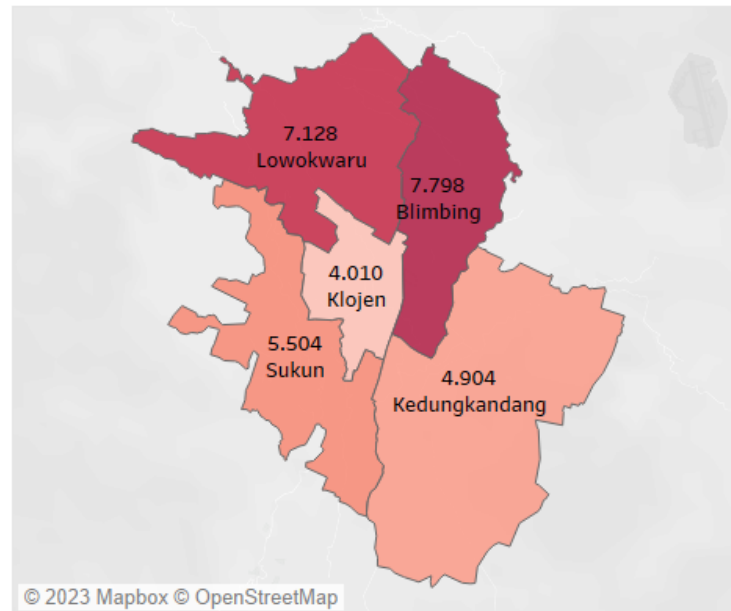 7.128
Lowokwaru
7.798
Blimbing
4.010
Klojen
5.504
Sukun
4.904
Kedungkandang
© 2023 Mapbox © OpenStreetMap